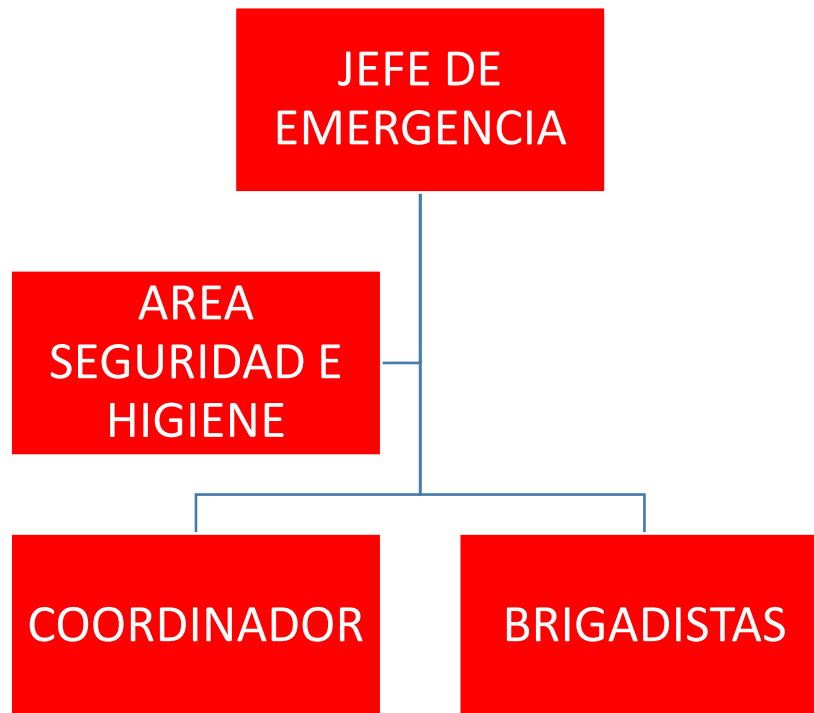 JEFE DE
EMERGENCIA
AREA
SEGURIDAD E
HIGIENE
COORDINADOR
BRIGADISTAS